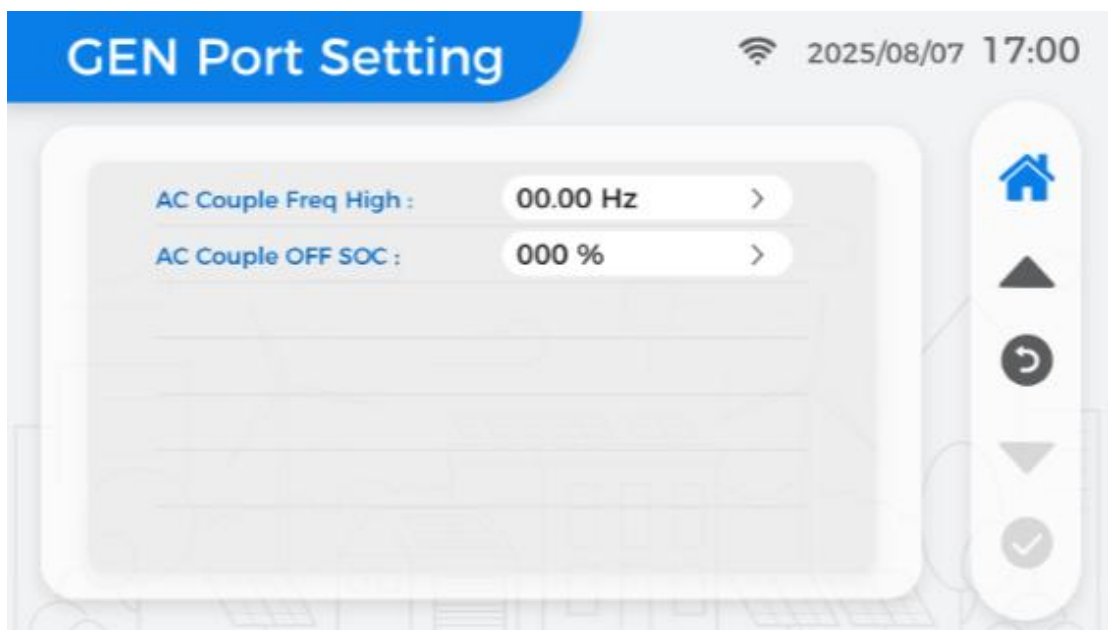 GEN Port Setting
2025/08/07 17:00
AC Couple Freq High : 00.00 Hz >
AC Couple OFF SOC : 000 % >